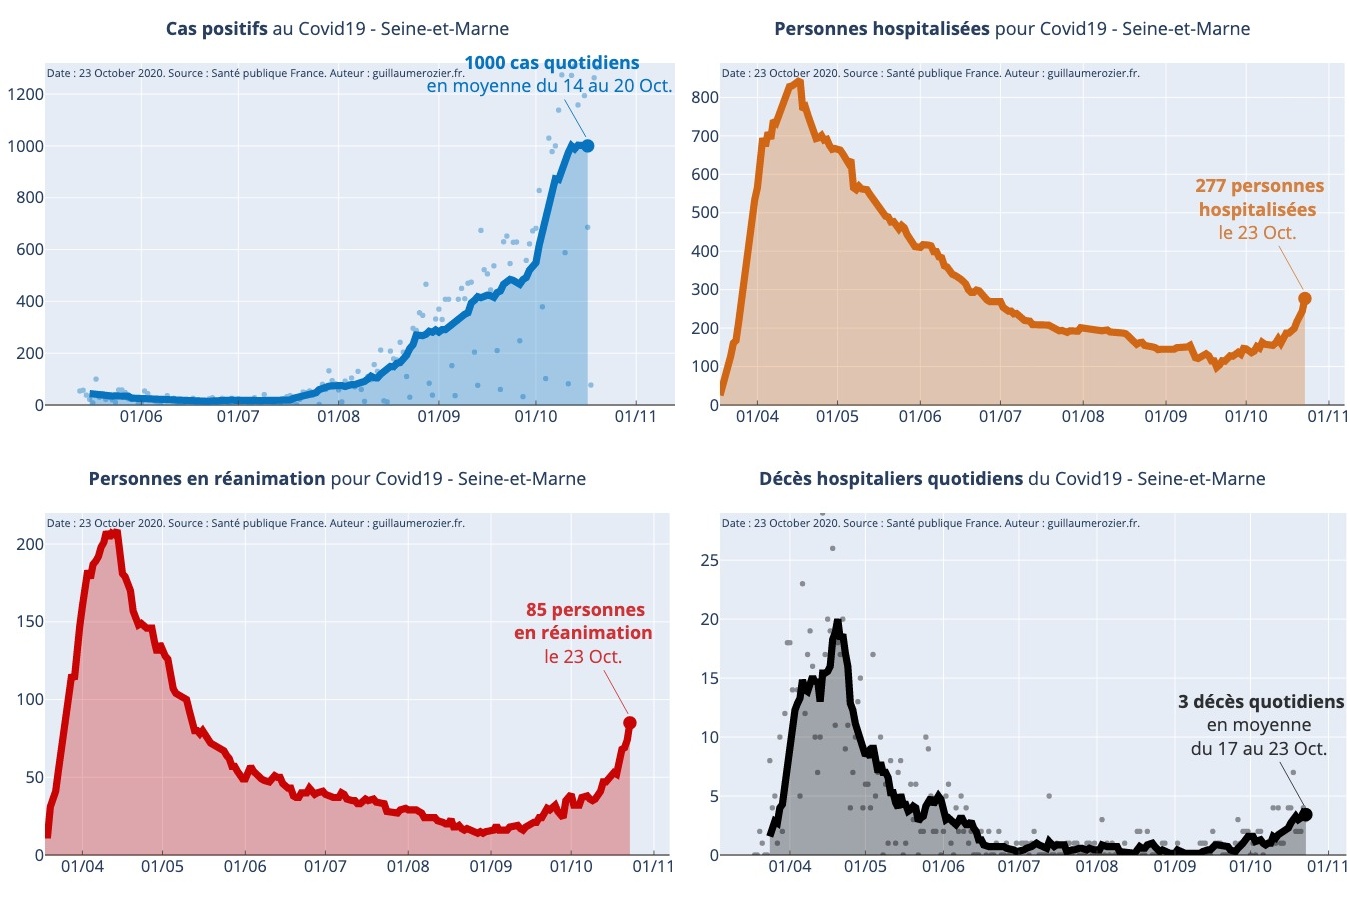 Cas positifs au Covid19 - Seine-et-Marne
Date : 23 October 2020. Source : Santé publique France. Auteur : guillaumerozier.fr.
1000 cas quotidiens
en moyenne du 14 au 20 Oct.
1200
1000
800
600
400
200
0
01/06 01/07 01/08 01/09 01/10 01/11
Personnes hospitalisées pour Covid19 - Seine-et-Marne
Date : 23 October 2020. Source : Santé publique France. Auteur : guillaumerozier.fr.
277 personnes
hospitalisées
le 23 Oct.
800
700
600
500
400
300
200
100
0
01/04 01/05 01/06 01/07 01/08 01/09 01/10 01/11
Personnes en réanimation pour Covid19 - Seine-et-Marne
Date : 23 October 2020. Source : Santé publique France. Auteur : guillaumerozier.fr.
85 personnes
en réanimation
le 23 Oct.
200
150
100
50
0
01/04 01/05 01/06 01/07 01/08 01/09 01/10 01/11
Décès hospitaliers quotidiens du Covid19 - Seine-et-Marne
Date : 23 October 2020. Source : Santé publique France. Auteur : guillaumerozier.fr.
3 décès quotidiens
en moyenne
du 17 au 23 Oct.
25
20
15
10
5
0
01/04 01/05 01/06 01/07 01/08 01/09 01/10 01/11